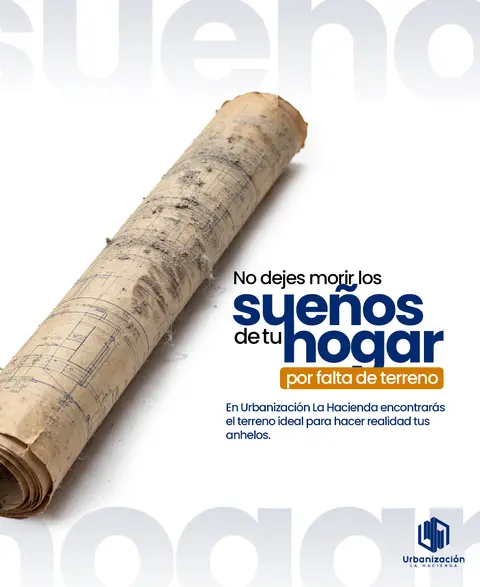 sueño
No dejes morir los
sueños
de tu hogar
por falta de terreno
En Urbanización La Hacienda encontrarás
el terreno ideal para hacer realidad tus
anhelos.
hogar
Urbanización
LA HACIENDA